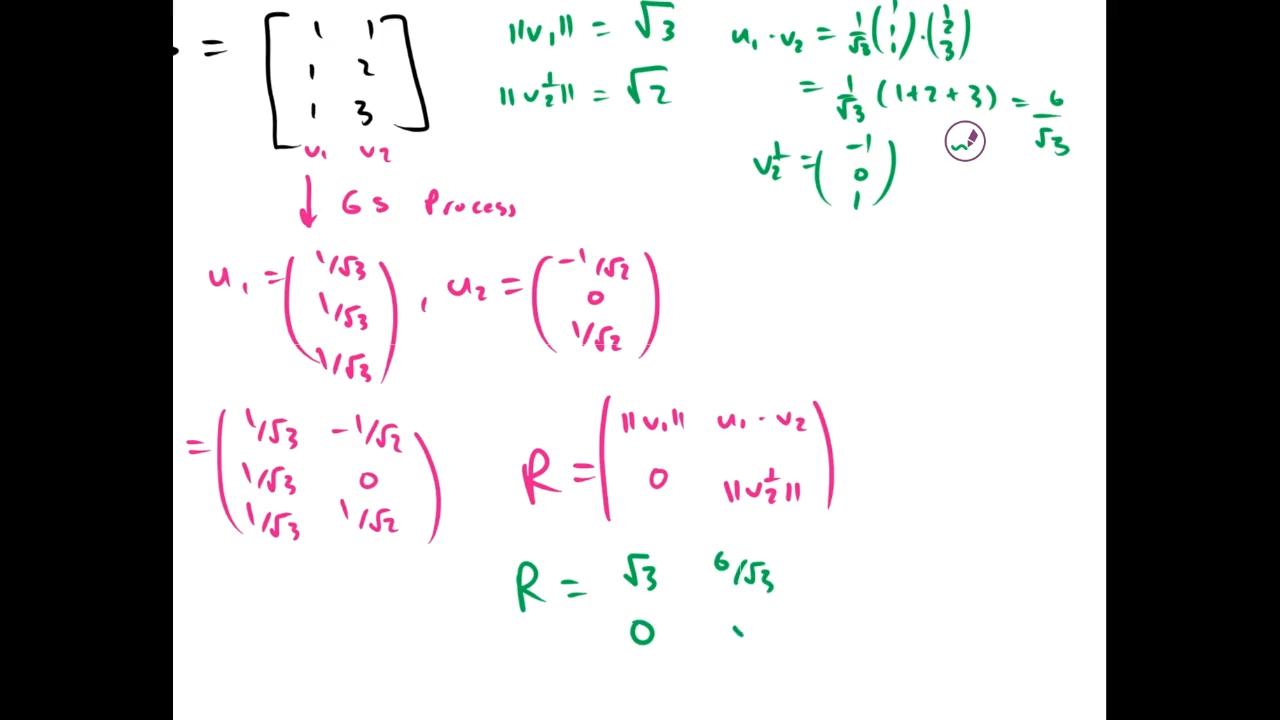 = [ 1 1
1 2
1 3 ]
v₁ v₂
↓ GS Process
||v₁|| = √3
||v₂^⊥|| = √2
u₁ · v₂ = 1/√3 (1 1 1) · (1 2 3)
= 1/√3 (1+2+3) = 6/√3
v₂^⊥ = (-1 0 1)
u₁ = (1/√3 1/√3 1/√3), u₂ = (-1/√2 0 1/√2)
= ( 1/√3 -1/√2
1/√3 0
1/√3 1/√2 )
R = ( ||v₁|| u₁ · v₂
0 ||v₂^⊥|| )
R = √3 6/√3
0